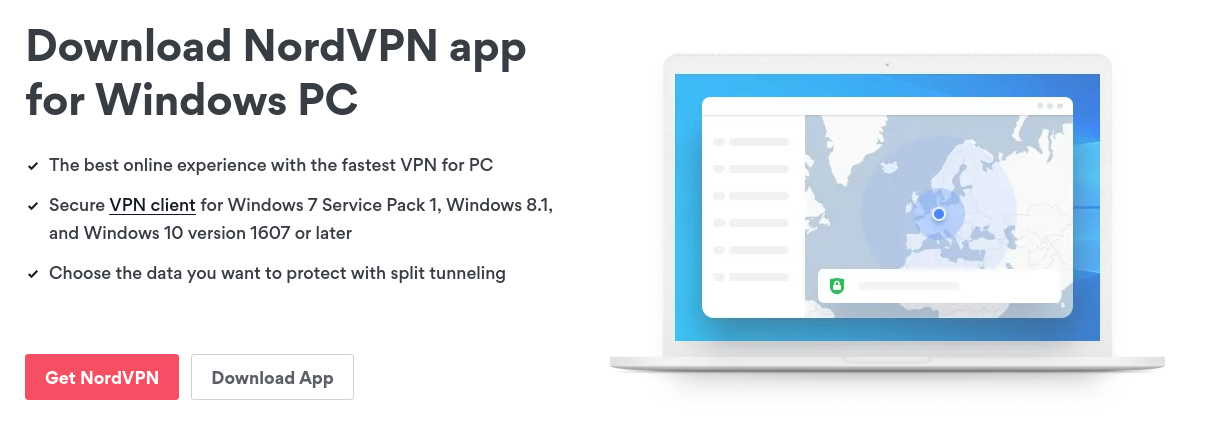 Download NordVPN app
for Windows PC
The best online experience with the fastest VPN for PC
Secure VPN client for Windows 7 Service Pack 1, Windows 8.1,
and Windows 10 version 1607 or later
Choose the data you want to protect with split tunneling
Get NordVPN
Download App